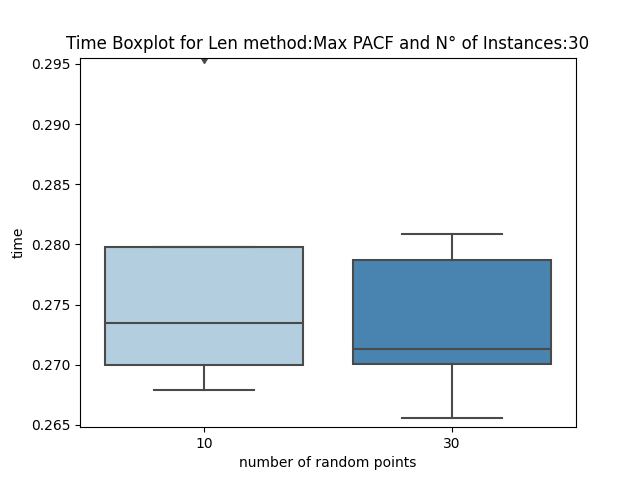 Time Boxplot for Len method:Max PACF and N° of Instances:30
0.295
0.290
0.285
0.280
0.275
0.270
0.265
time
10 30
number of random points